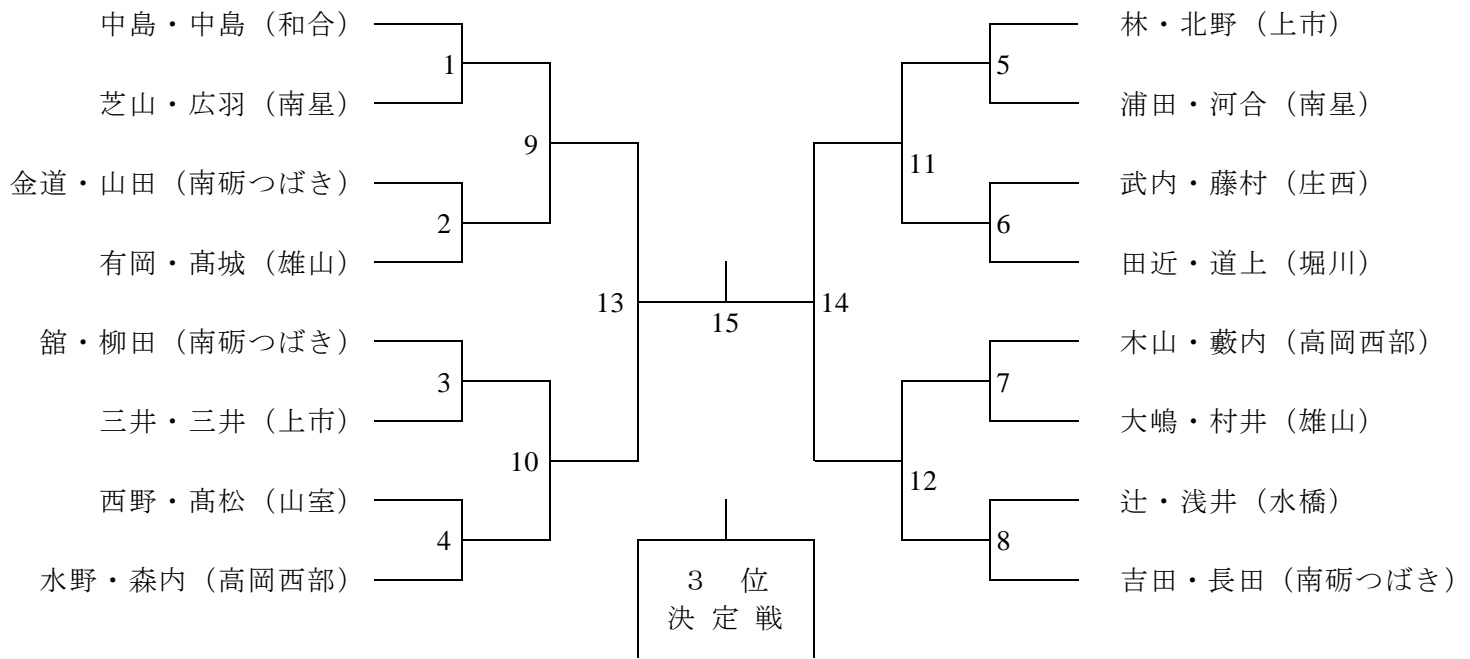 中島・中島（和合）
1
芝山・広羽（南星）
9
金道・山田（南砺つばき）
2
有岡・髙城（雄山）
13
舘・柳田（南砺つばき）
3
三井・三井（上市）
10
西野・髙松（山室）
4
水野・森内（高岡西部）
15
３　位
決 定 戦
林・北野（上市）
5
浦田・河合（南星）
11
武内・藤村（庄西）
6
田近・道上（堀川）
14
木山・藪内（高岡西部）
7
大嶋・村井（雄山）
12
辻・浅井（水橋）
8
吉田・長田（南砺つばき）